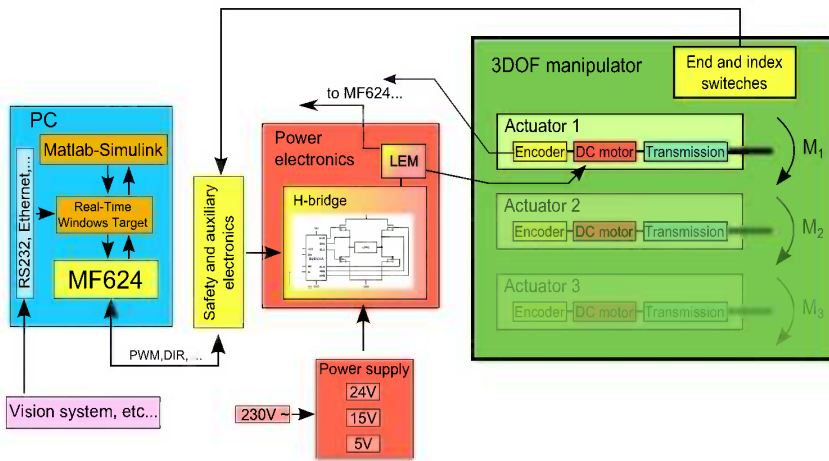 PC
Matlab-Simulink
Real-Time
Windows Target
MF624
RS232, Ethernet,...
Vision system, etc...
PWM,DIR, ...
Safety and auxiliary
electronics
to MF624...
Power
electronics
LEM
H-bridge
Power supply
24V
15V
5V
230V ~
3DOF manipulator
End and index
switeches
Actuator 1
Encoder
DC motor
Transmission
M1
Actuator 2
Encoder
DC motor
Transmission
M2
Actuator 3
Encoder
DC motor
Transmission
M3